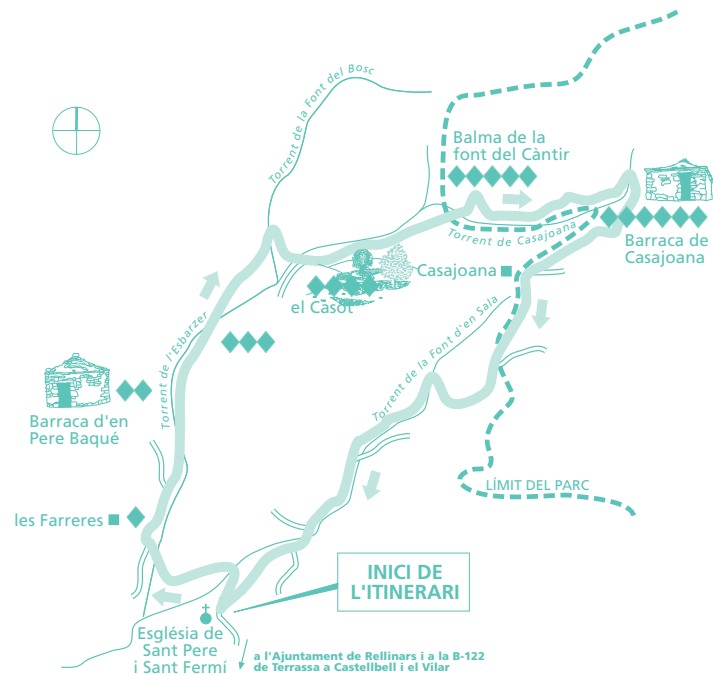 Torrent de la Font del Bosc
Balma de la
font del Càntir
Torrent de Casajoana
Barraca de
Casajoana
Casajoana
el Casot
Torrent de l'Esbarzer
Torrent de la Font d'en Sala
Barraca d'en
Pere Baqué
LÍMIT DEL PARC
les Farreres
INICI DE
L'ITINERARI
Església de
Sant Pere
i Sant Fermí
a l'Ajuntament de Rellinars i a la B-122
de Terrassa a Castellbell i el Vilar